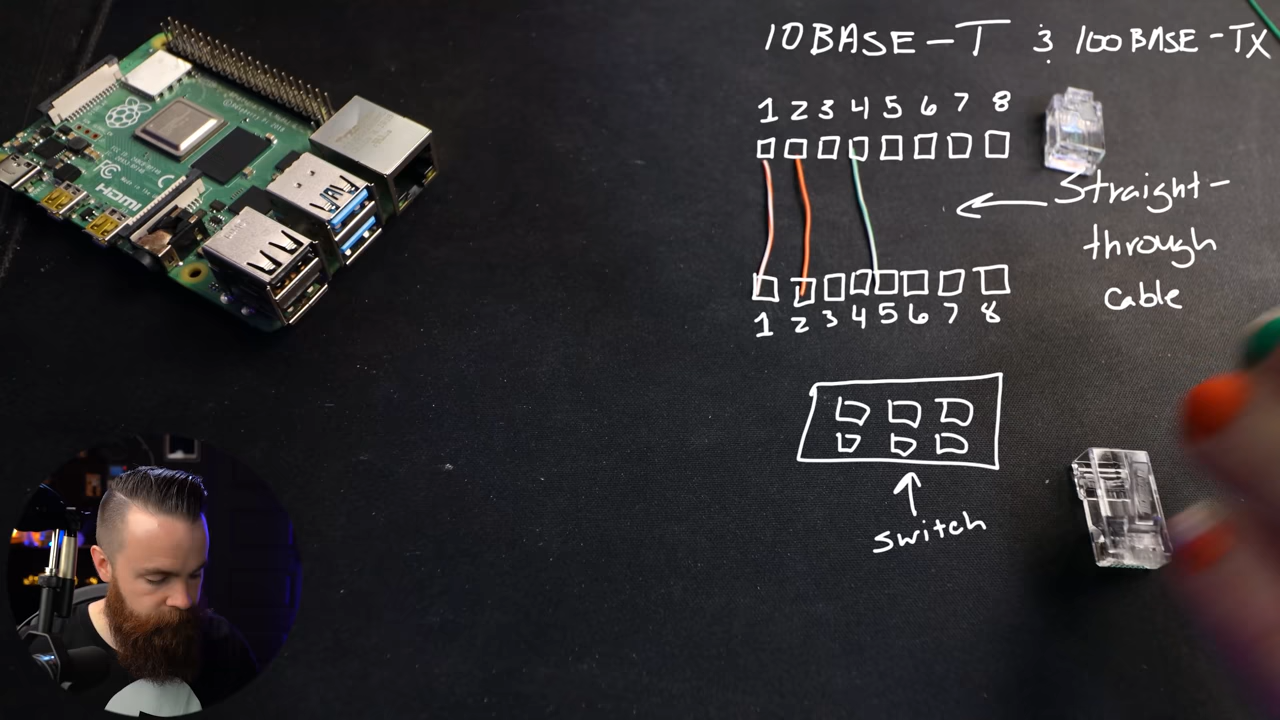 10BASE-T & 100BASE-TX
1 2 3 4 5 6 7 8
Straight-
through
cable
1 2 3 4 5 6 7 8
switch
HDMI
FC